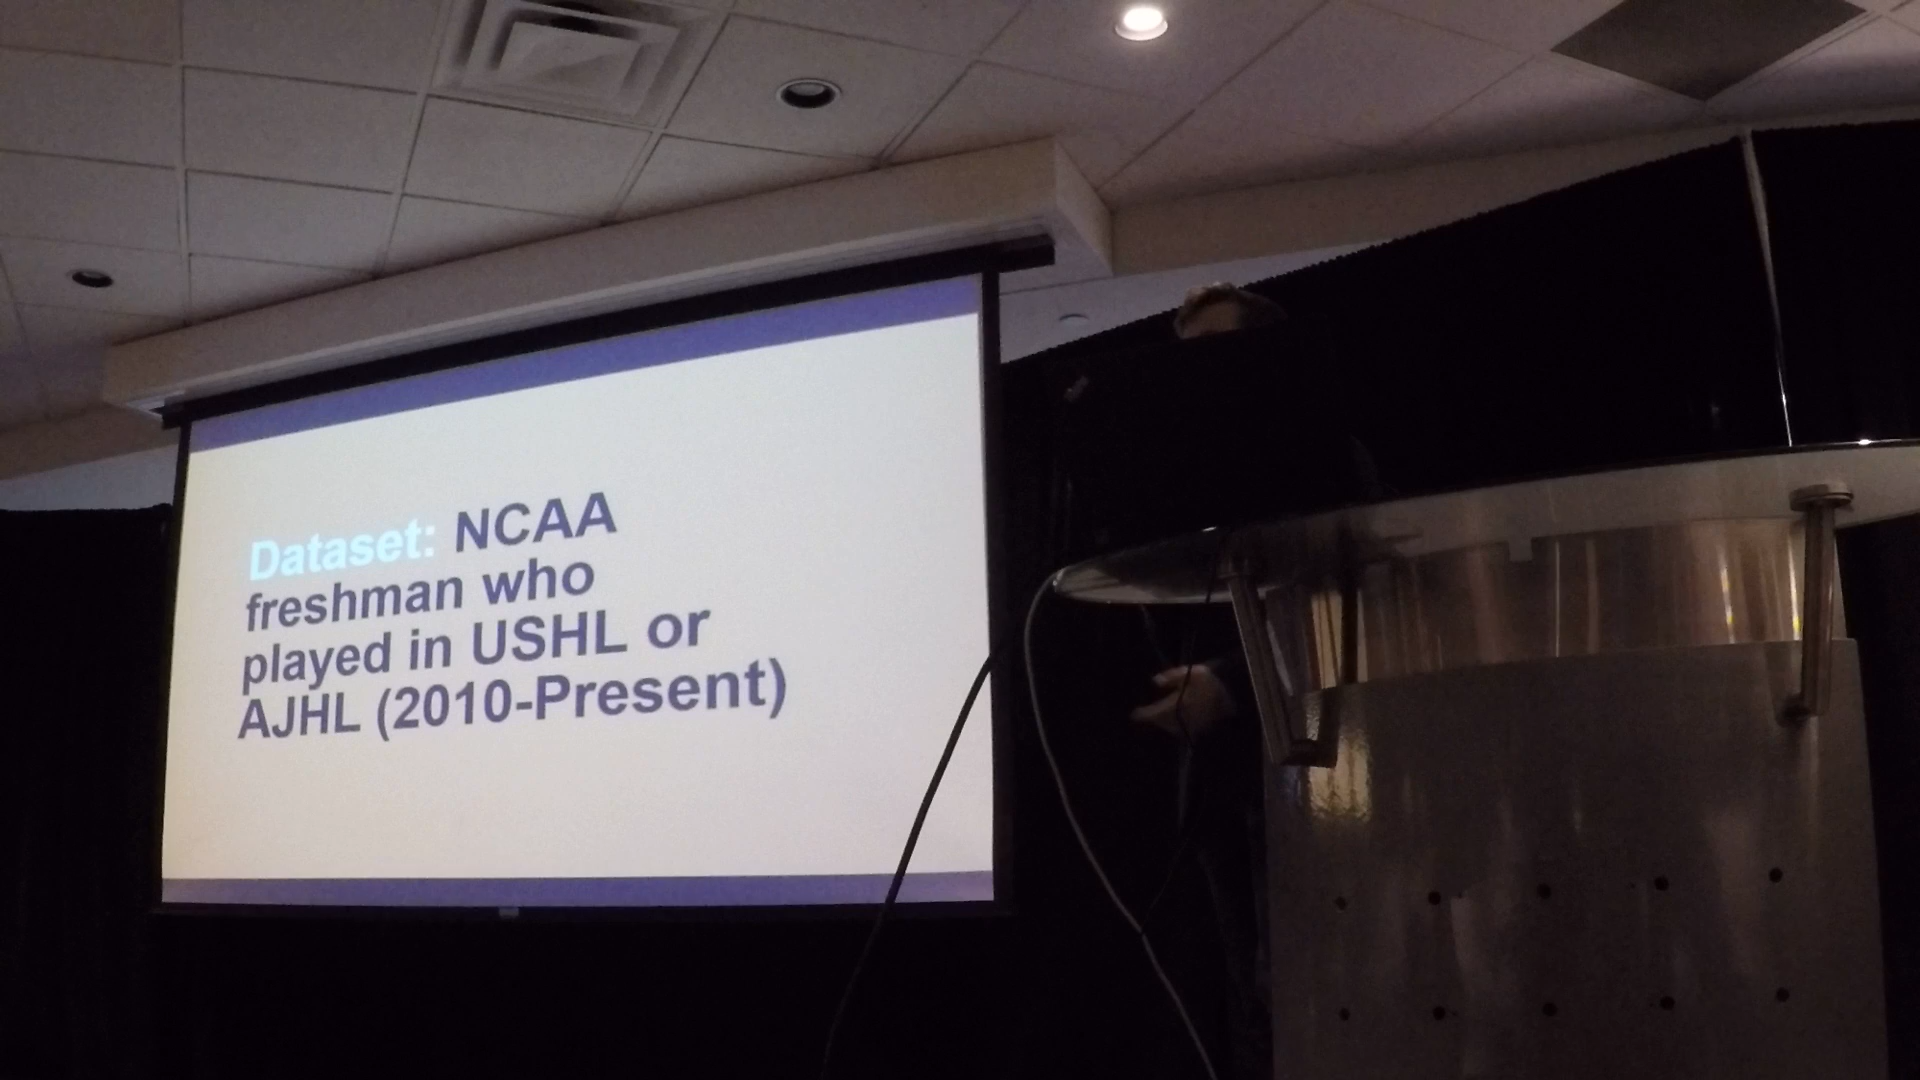 Dataset: NCAA
freshman who
played in USHL or
AJHL (2010-Present)